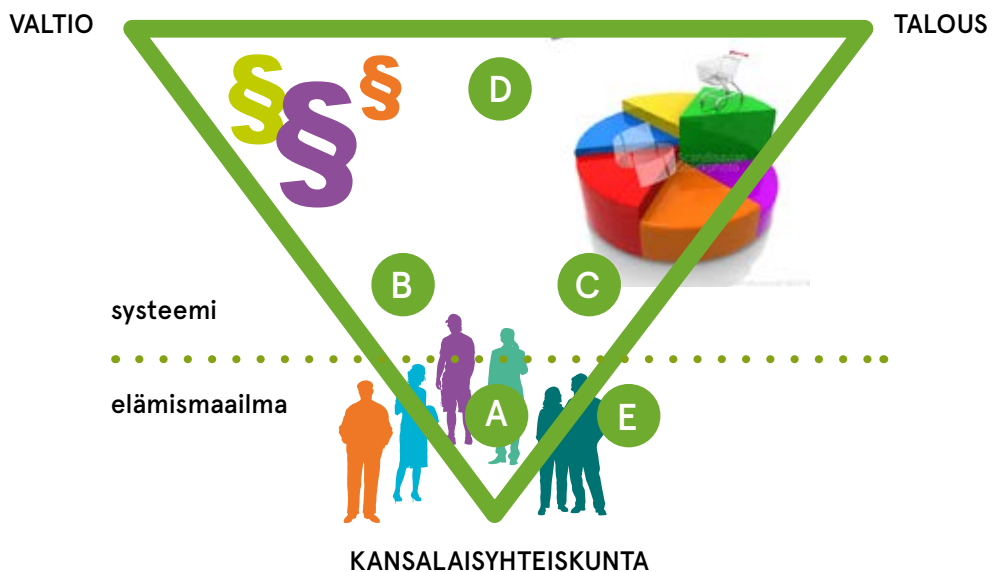 VALTIO
TALOUS
§ § §
D
B
C
systeemi
elämismaailma
A
E
KANSALAISYHTEISKUNTA